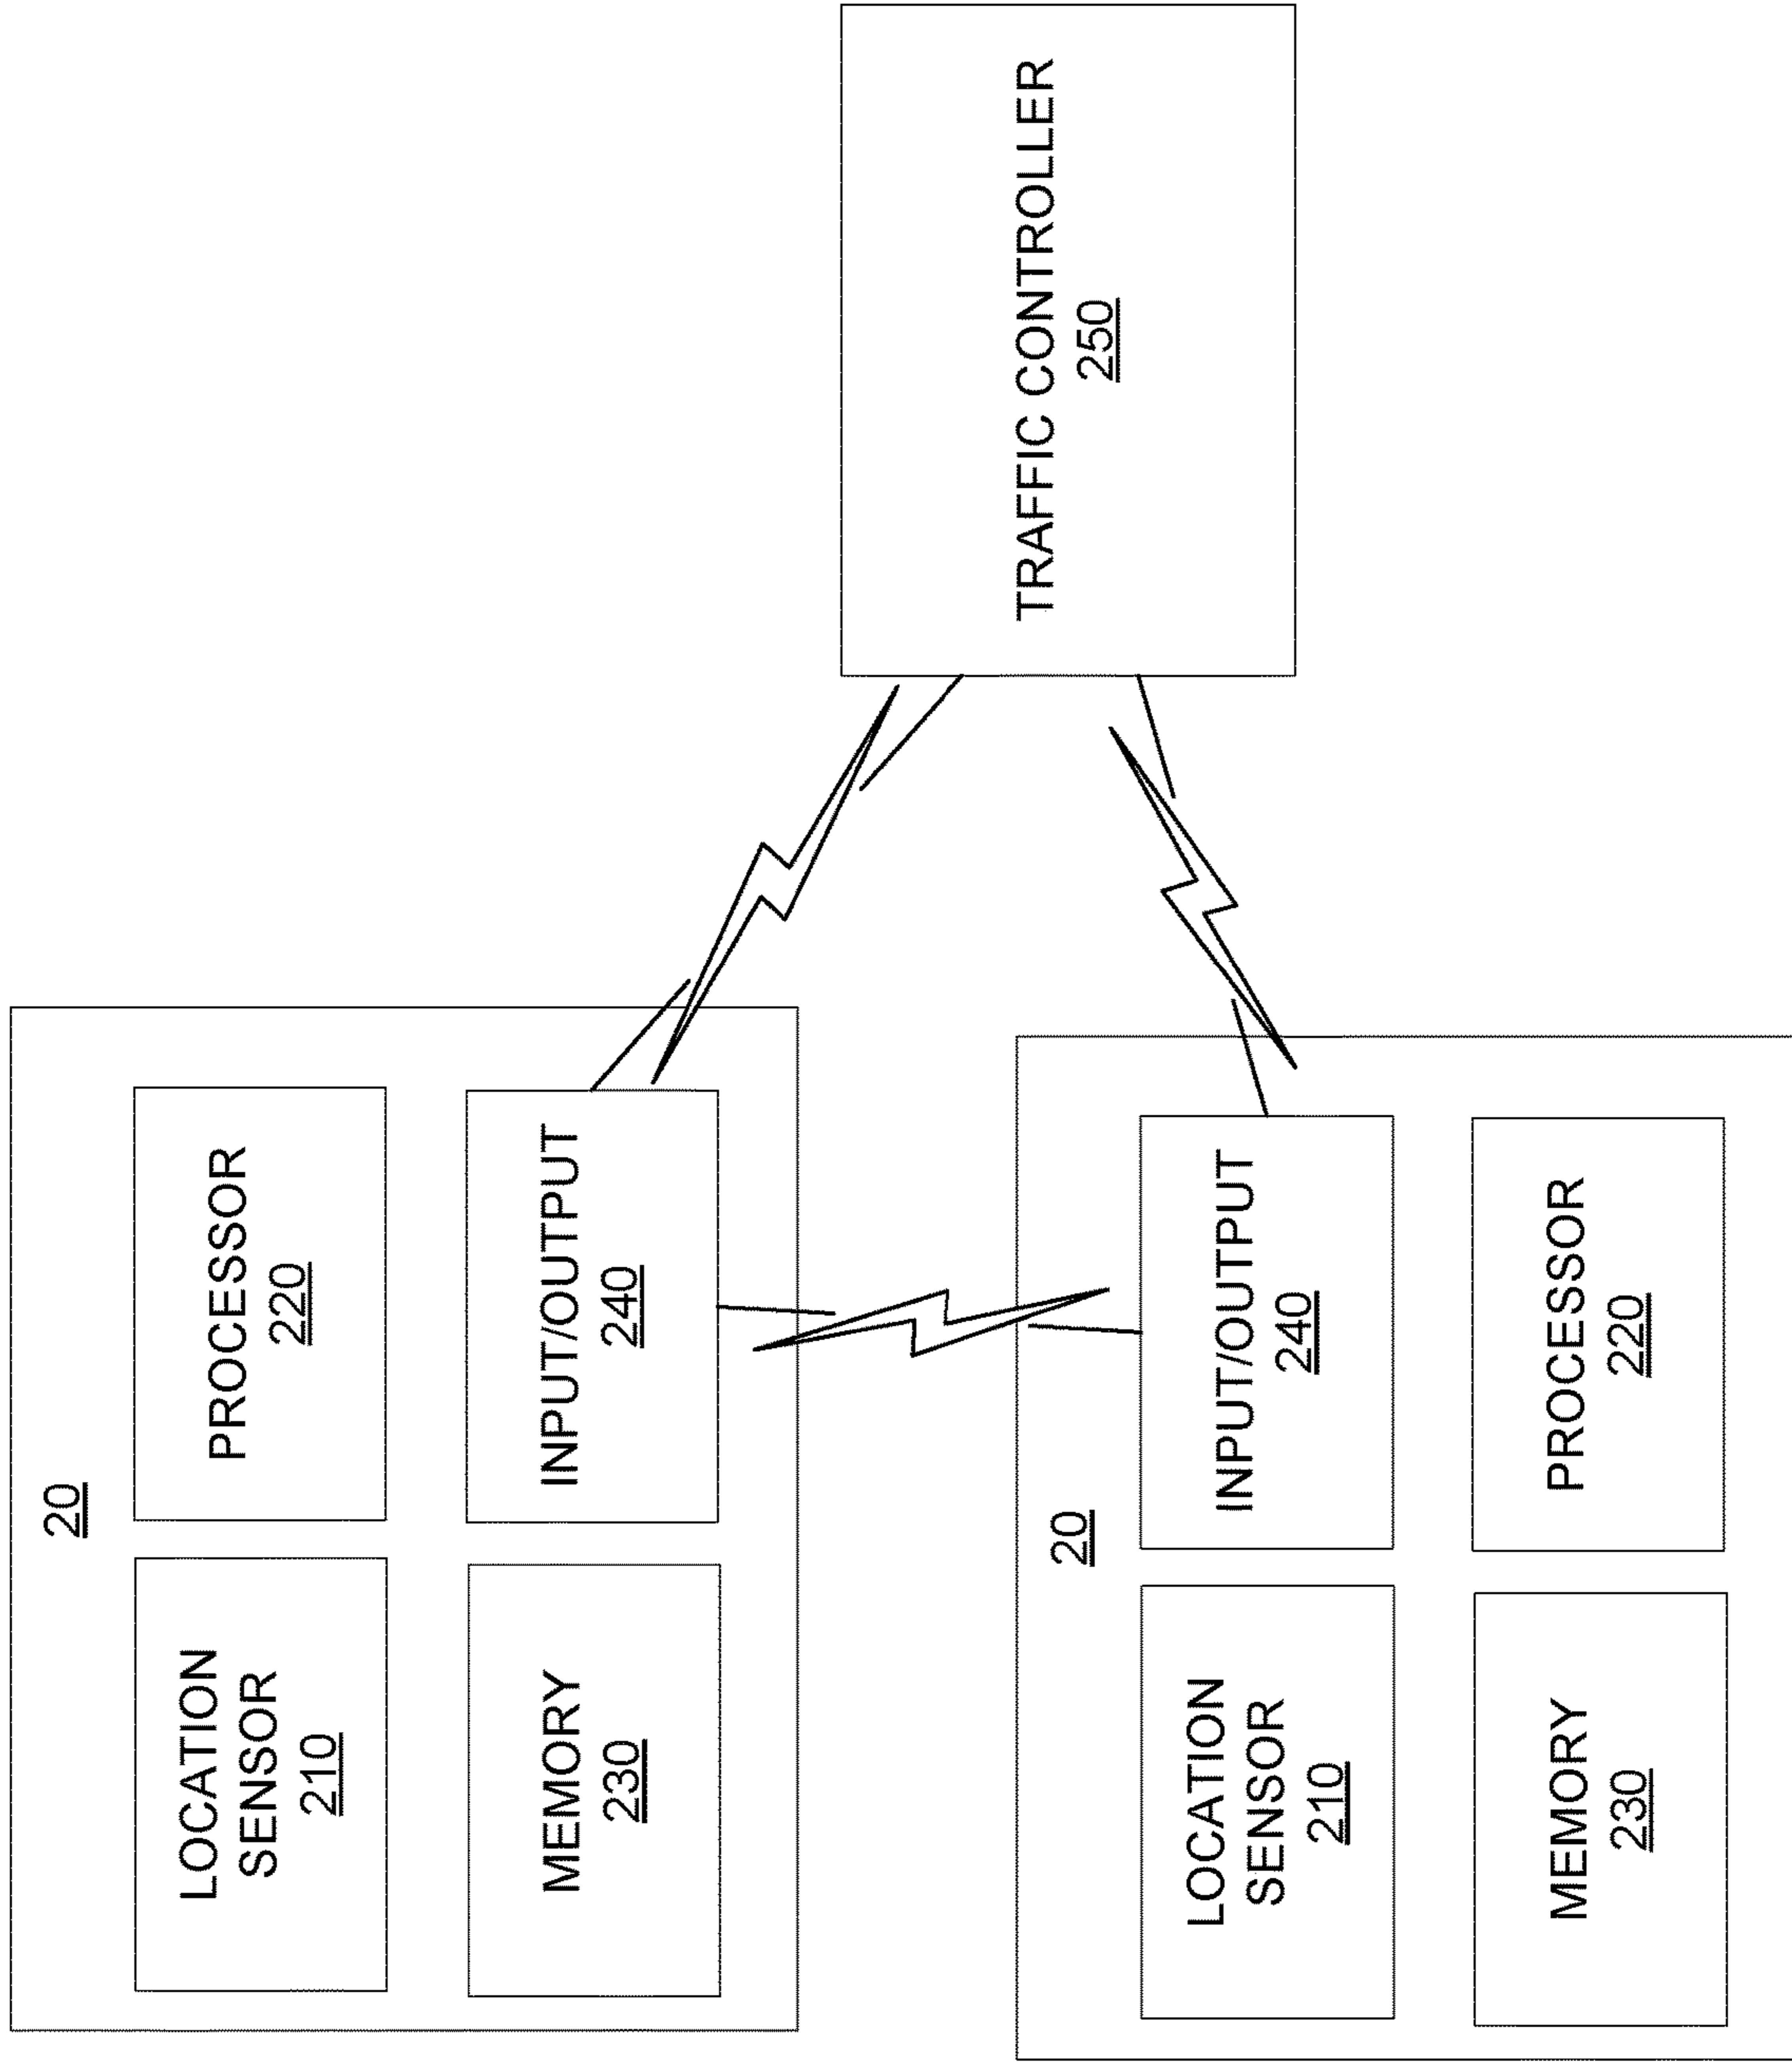 20
LOCATION
SENSOR
210
PROCESSOR
220
MEMORY
230
INPUT/OUTPUT
240
TRAFFIC CONTROLLER
250
20
LOCATION
SENSOR
210
INPUT/OUTPUT
240
MEMORY
230
PROCESSOR
220